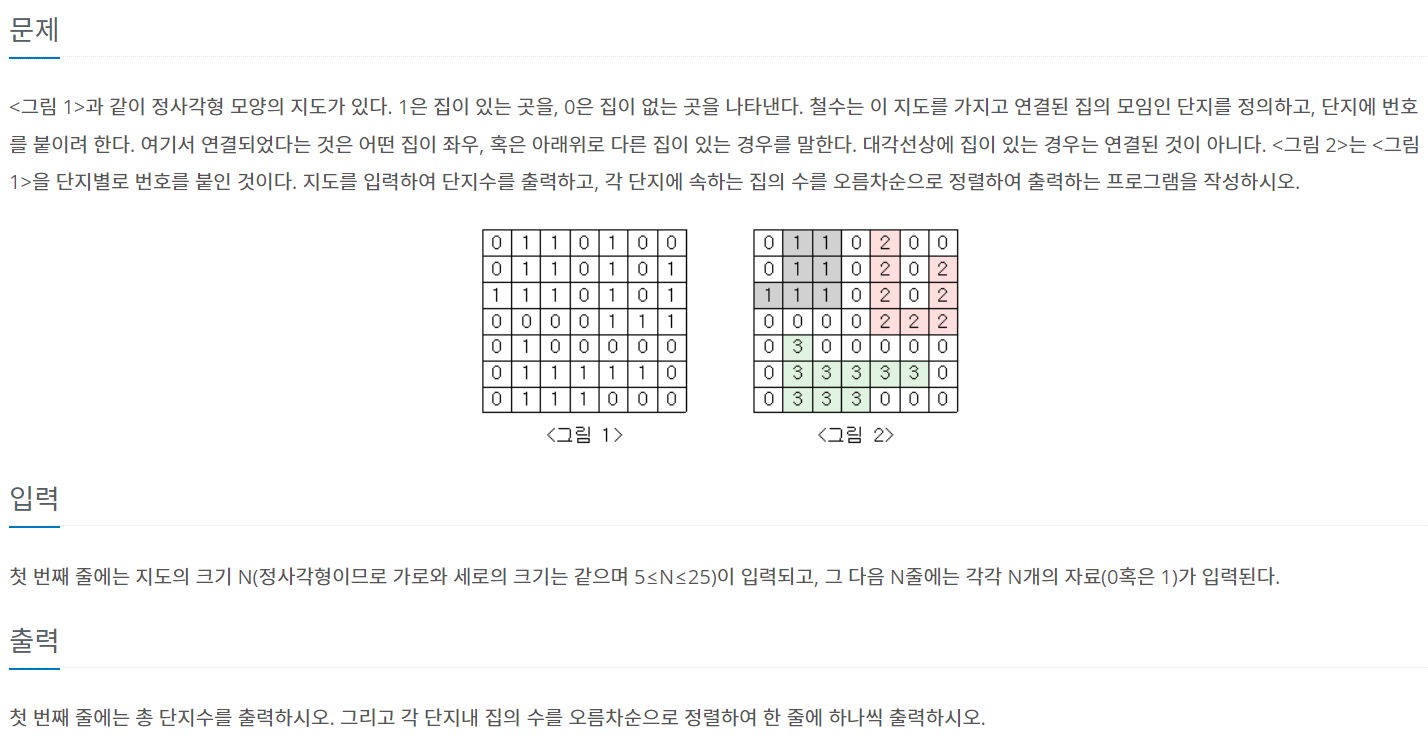 문제
<그림 1>과 같이 정사각형 모양의 지도가 있다. 1은 집이 있는 곳을, 0은 집이 없는 곳을 나타낸다. 철수는 이 지도를 가지고 연결된 집의 모임인 단지를 정의하고, 단지에 번호
를 붙이려 한다. 여기서 연결되었다는 것은 어떤 집이 좌우, 혹은 아래위로 다른 집이 있는 경우를 말한다. 대각선상에 집이 있는 경우는 연결된 것이 아니다. <그림 2>는 <그림
1>을 단지별로 번호를 붙인 것이다. 지도를 입력하여 단지수를 출력하고, 각 단지에 속하는 집의 수를 오름차순으로 정렬하여 출력하는 프로그램을 작성하시오.
0 1 1 0 1 0 0
0 1 1 0 1 0 1
1 1 1 0 1 0 1
0 0 0 0 1 1 1
0 1 0 0 0 0 0
0 1 1 1 1 1 0
0 1 1 1 0 0 0
<그림 1>
0 1 1 0 2 0 0
0 1 1 0 2 0 2
1 1 1 0 2 0 2
0 0 0 0 2 2 2
0 3 0 0 0 0 0
0 3 3 3 3 3 0
0 3 3 3 0 0 0
<그림 2>
입력
첫 번째 줄에는 지도의 크기 N(정사각형이므로 가로와 세로의 크기는 같으며 5≤N≤25)이 입력되고, 그 다음 N줄에는 각각 N개의 자료(0혹은 1)가 입력된다.
출력
첫 번째 줄에는 총 단지수를 출력하시오. 그리고 각 단지내 집의 수를 오름차순으로 정렬하여 한 줄에 하나씩 출력하시오.